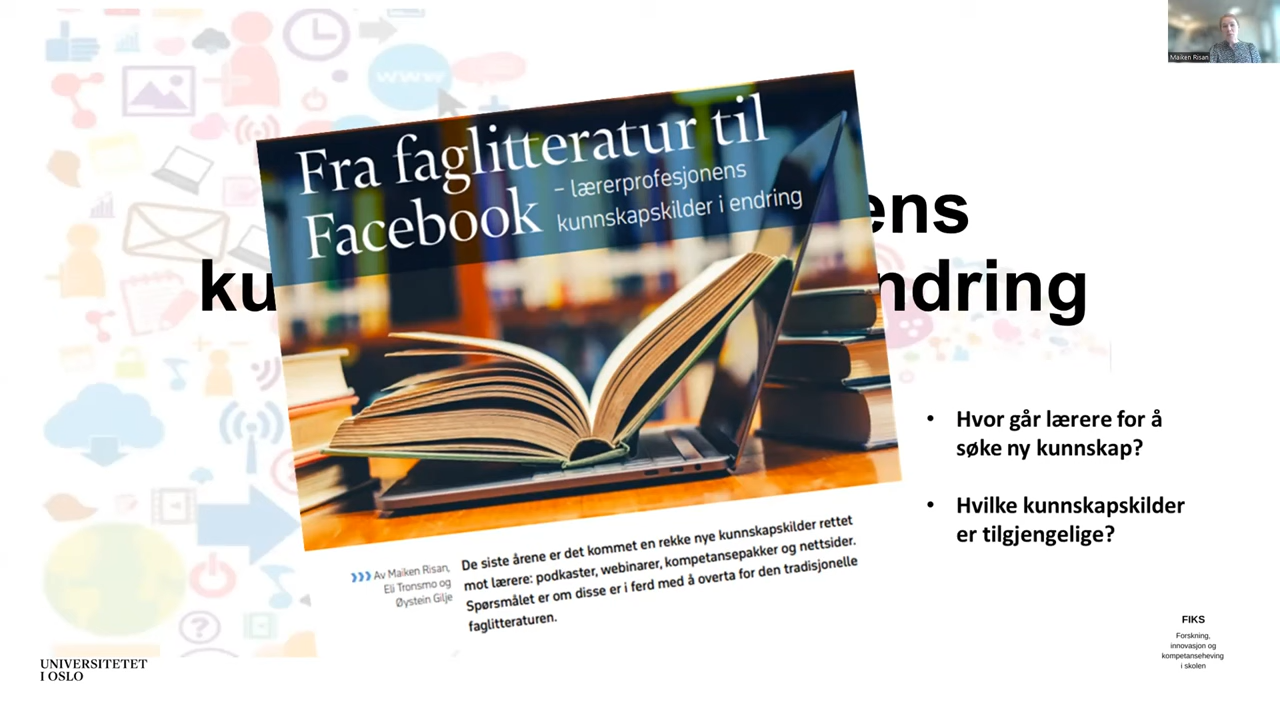 Maiken Risan
www
Fra faglitteratur til
Facebook – lærerprofesjonens
kunnskapskilder i endring
ens
ku
ndring
• Hvor går lærere for å
søke ny kunnskap?
• Hvilke kunnskapskilder
er tilgjengelige?
Av Maiken Risan,
Eli Tronsmo og
Øystein Gilje
De siste årene er det kommet en rekke nye kunnskapskilder rettet
mot lærere: podkaster, webinarer, kompetansepakker og nettsider.
Spørsmålet er om disse er i ferd med å overta for den tradisjonelle
faglitteraturen.
UNIVERSITETET
I OSLO
FIKS
Forskning,
innovasjon og
kompetanseheving
i skolen